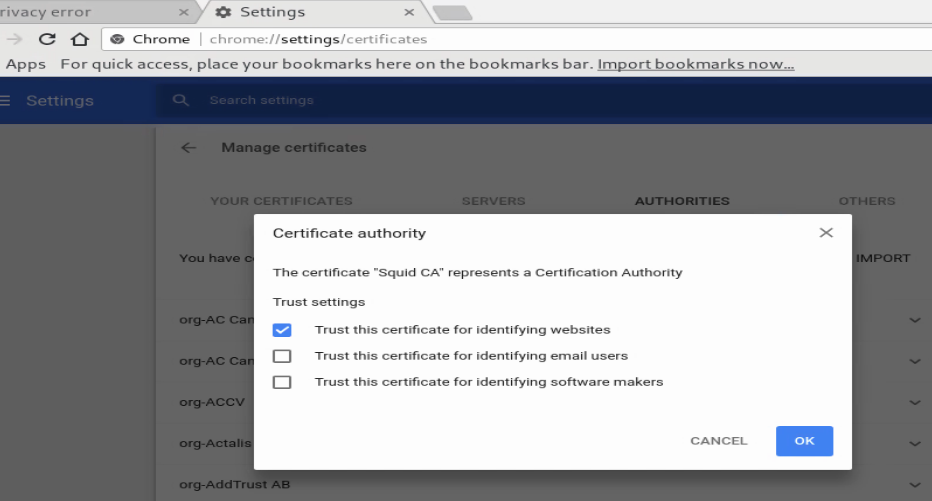 rivacy error
Settings
Chrome | chrome://settings/certificates
Apps For quick access, place your bookmarks here on the bookmarks bar. Import bookmarks now...
Settings
Search settings
Manage certificates
YOUR CERTIFICATES SERVERS AUTHORITIES OTHERS
Certificate authority
You have
IMPORT
The certificate "Squid CA" represents a Certification Authority
Trust settings
org-AC
Trust this certificate for identifying websites
Trust this certificate for identifying email users
org-AC
Trust this certificate for identifying software makers
org-ACCV
org-Actalis
CANCEL OK
org-AddTrust AB